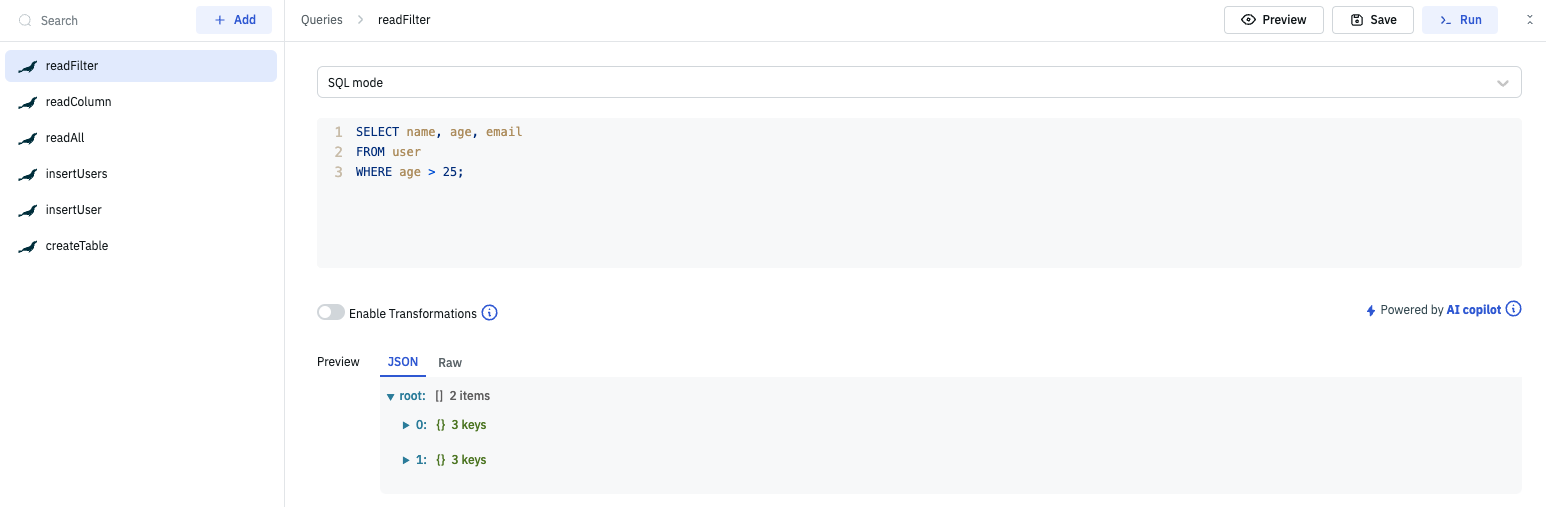 Search
+ Add
readFilter
readColumn
readAll
insertUsers
insertUser
createTable
Queries > readFilter
Preview
Save
Run
SQL mode
1 SELECT name, age, email
2 FROM user
3 WHERE age > 25;
Enable Transformations
Powered by AI copilot
Preview JSON Raw
root: [] 2 items
0: {} 3 keys
1: {} 3 keys